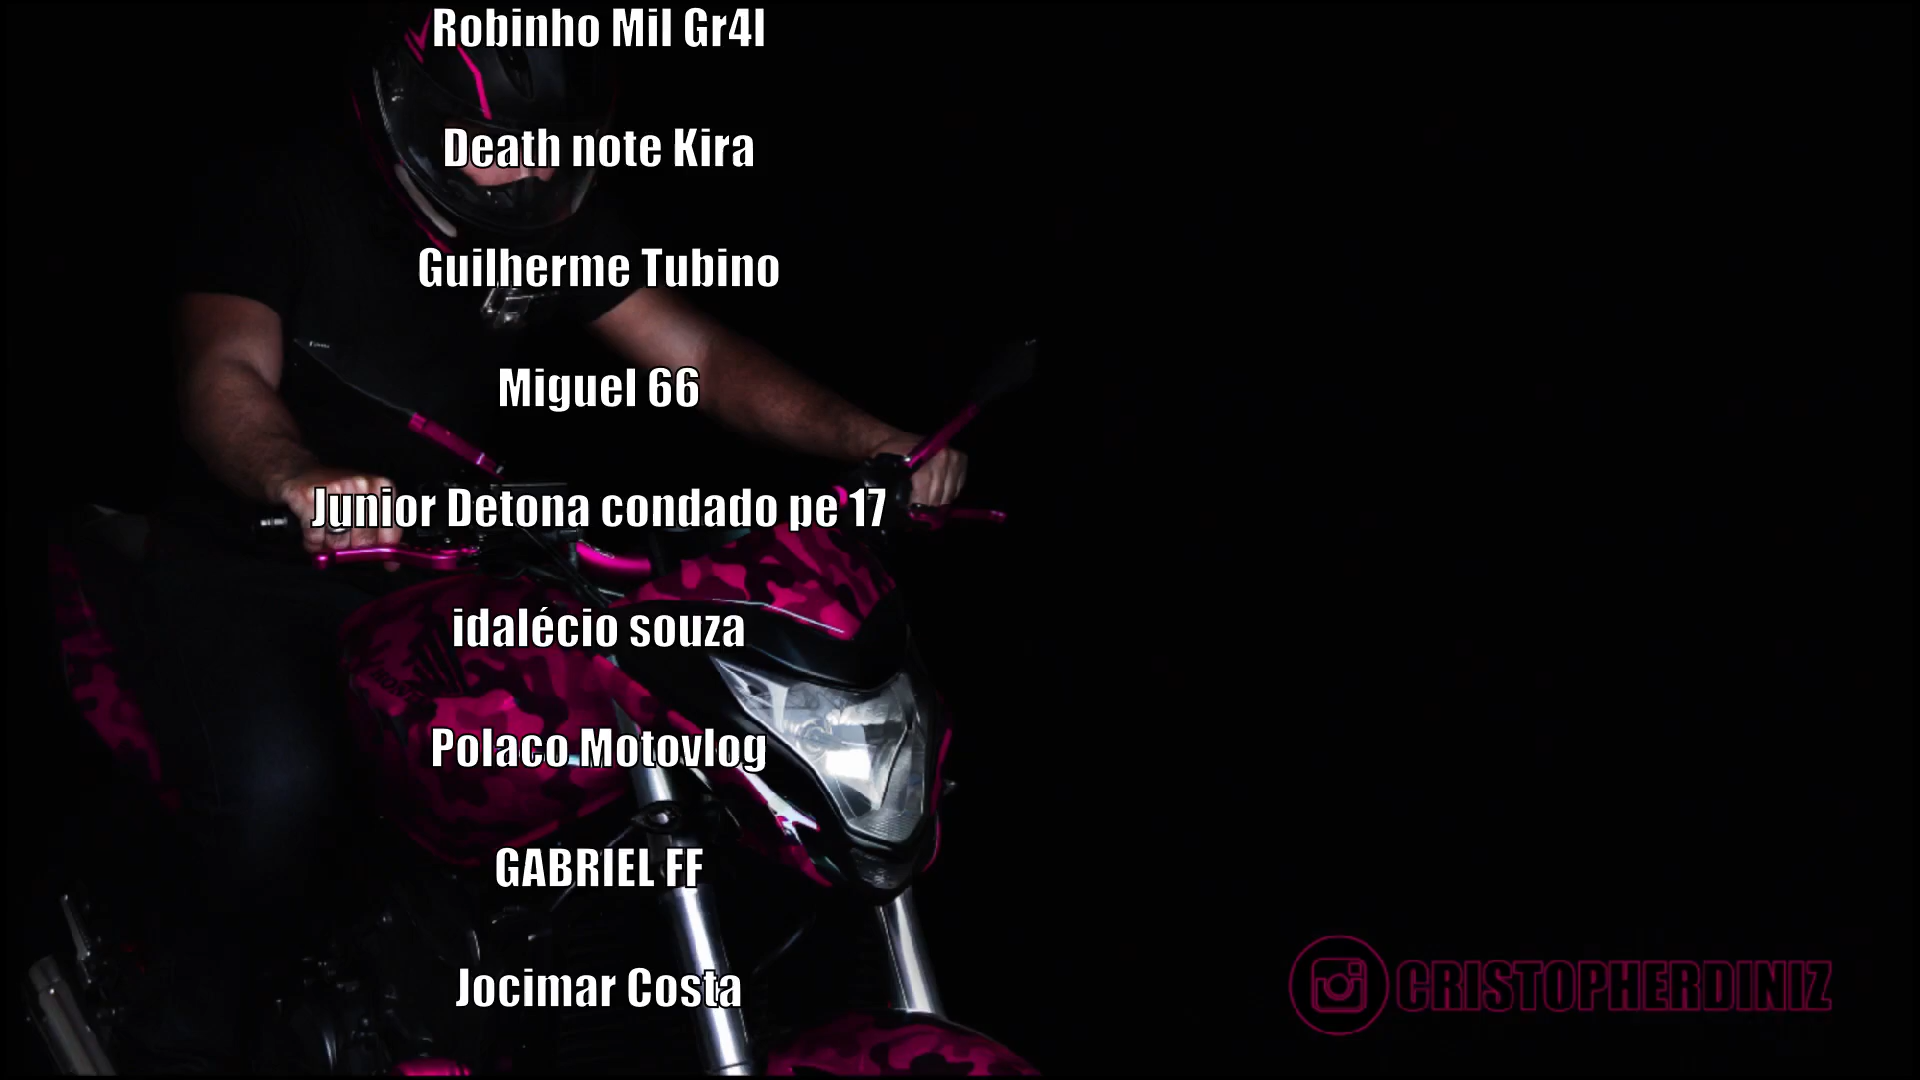 Robinho Mil Gr4l
Death note Kira
Guilherme Tubino
Miguel 66
Junior Detona condado pe 17
idalécio souza
Polaco Motovlog
GABRIEL FF
Jocimar Costa
CRISTOPHERDINIZ